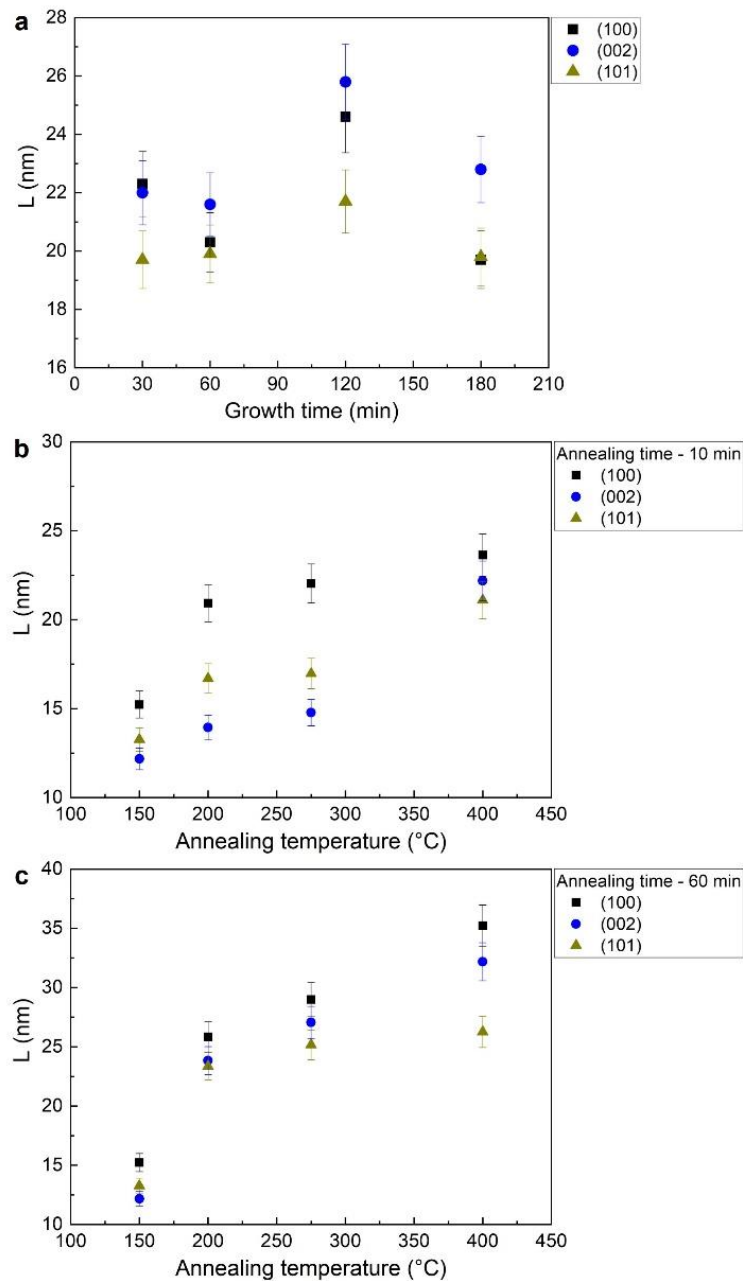 a
28
26
24
22
20
18
16
L (nm)
0 30 60 90 120 150 180 210
Growth time (min)
(100)
(002)
(101)
b
30
25
20
15
10
L (nm)
100 150 200 250 300 350 400 450
Annealing temperature (°C)
Annealing time - 10 min
(100)
(002)
(101)
c
40
35
30
25
20
15
10
L (nm)
100 150 200 250 300 350 400 450
Annealing temperature (°C)
Annealing time - 60 min
(100)
(002)
(101)